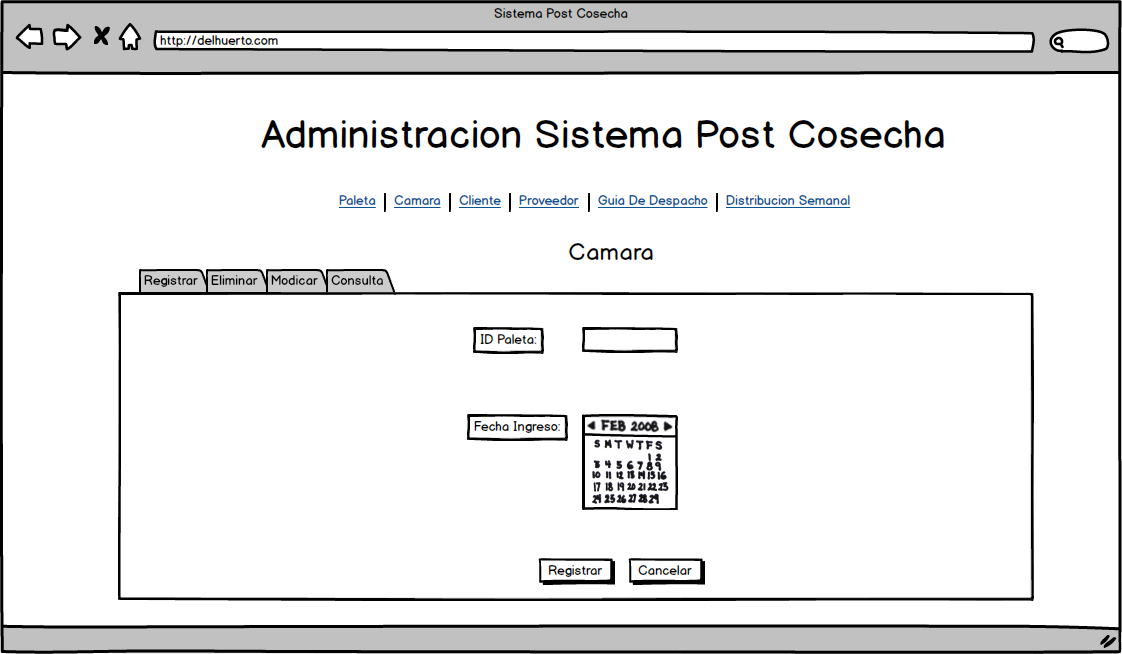 Sistema Post Cosecha
http://delhuerto.com
Administracion Sistema Post Cosecha
Paleta | Camara | Cliente | Proveedor | Guia De Despacho | Distribucion Semanal
Camara
Registrar Eliminar Modicar Consulta
ID Paleta:
Fecha Ingreso:
FEB 2008
S M T W T F S
1 2
3 4 5 6 7 8 9
10 11 12 13 14 15 16
17 18 19 20 21 22 23
24 25 26 27 28 29
Registrar Cancelar